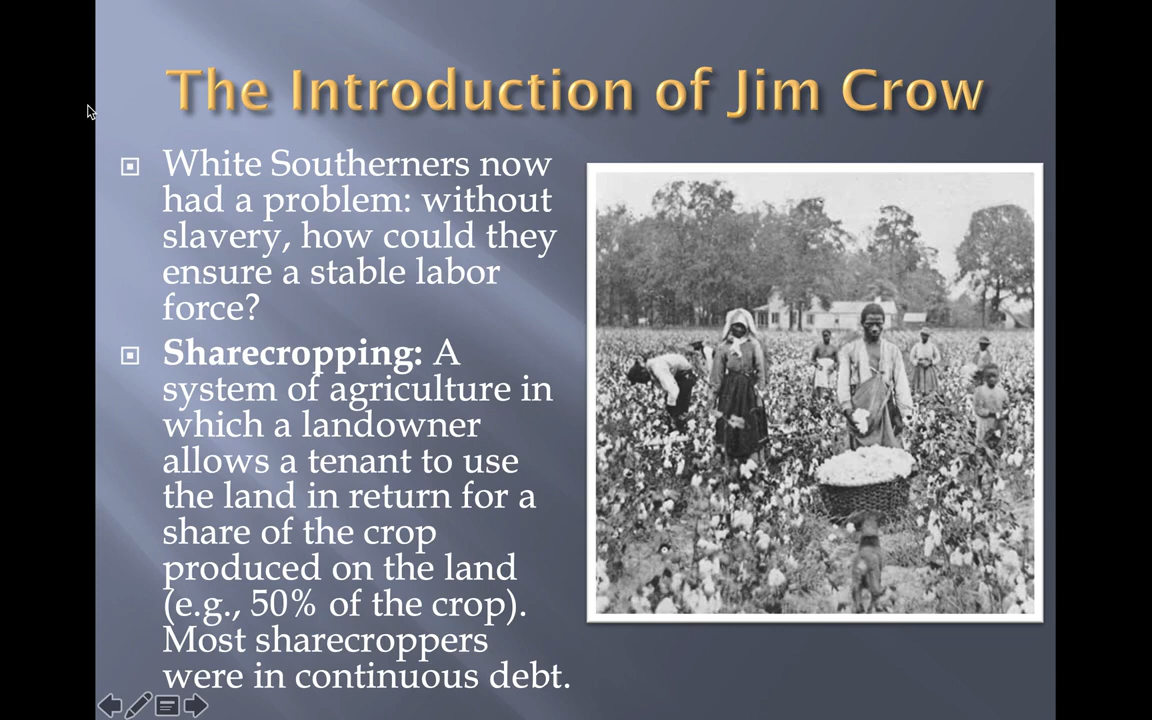 The Introduction of Jim Crow
White Southerners now
had a problem: without
slavery, how could they
ensure a stable labor
force?
Sharecropping: A
system of agriculture in
which a landowner
allows a tenant to use
the land in return for a
share of the crop
produced on the land
(e.g., 50% of the crop).
Most sharecroppers
were in continuous debt.